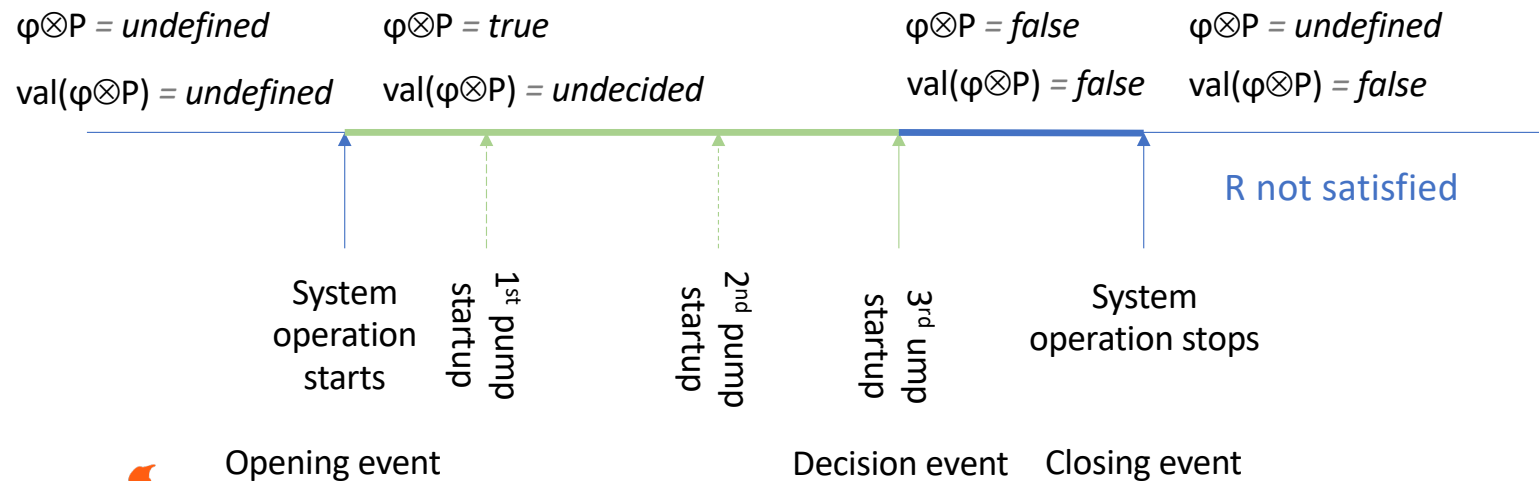 φ⊗P = undefined
φ⊗P = true
φ⊗P = false
φ⊗P = undefined
val(φ⊗P) = undefined
val(φ⊗P) = undecided
val(φ⊗P) = false
val(φ⊗P) = false
R not satisfied
System
operation
starts
1st pump
startup
2nd pump
startup
3rd ump
startup
System
operation stops
Opening event
Decision event
Closing event